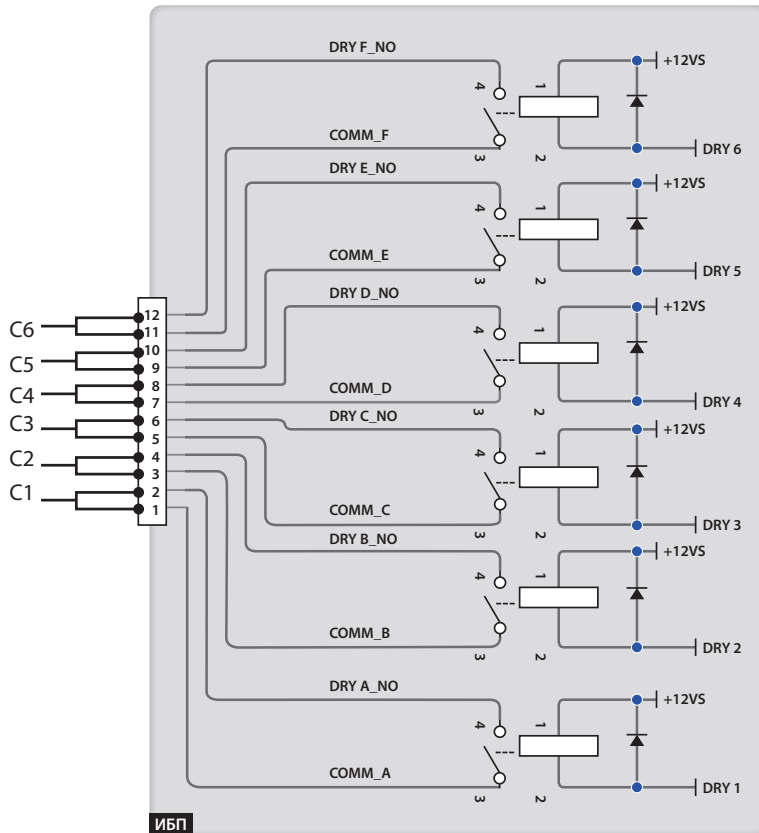 DRY F_NO
+12VS
4
1
COMM_F
3
2
DRY 6
DRY E_NO
+12VS
4
1
COMM_E
3
2
DRY 5
DRY D_NO
+12VS
4
1
COMM_D
3
2
DRY 4
DRY C_NO
+12VS
4
1
COMM_C
3
2
DRY 3
DRY B_NO
+12VS
4
1
COMM_B
3
2
DRY 2
DRY A_NO
+12VS
4
1
COMM_A
3
2
DRY 1
C6
C5
C4
C3
C2
C1
12
11
10
9
8
7
6
5
4
3
2
1
ИБП